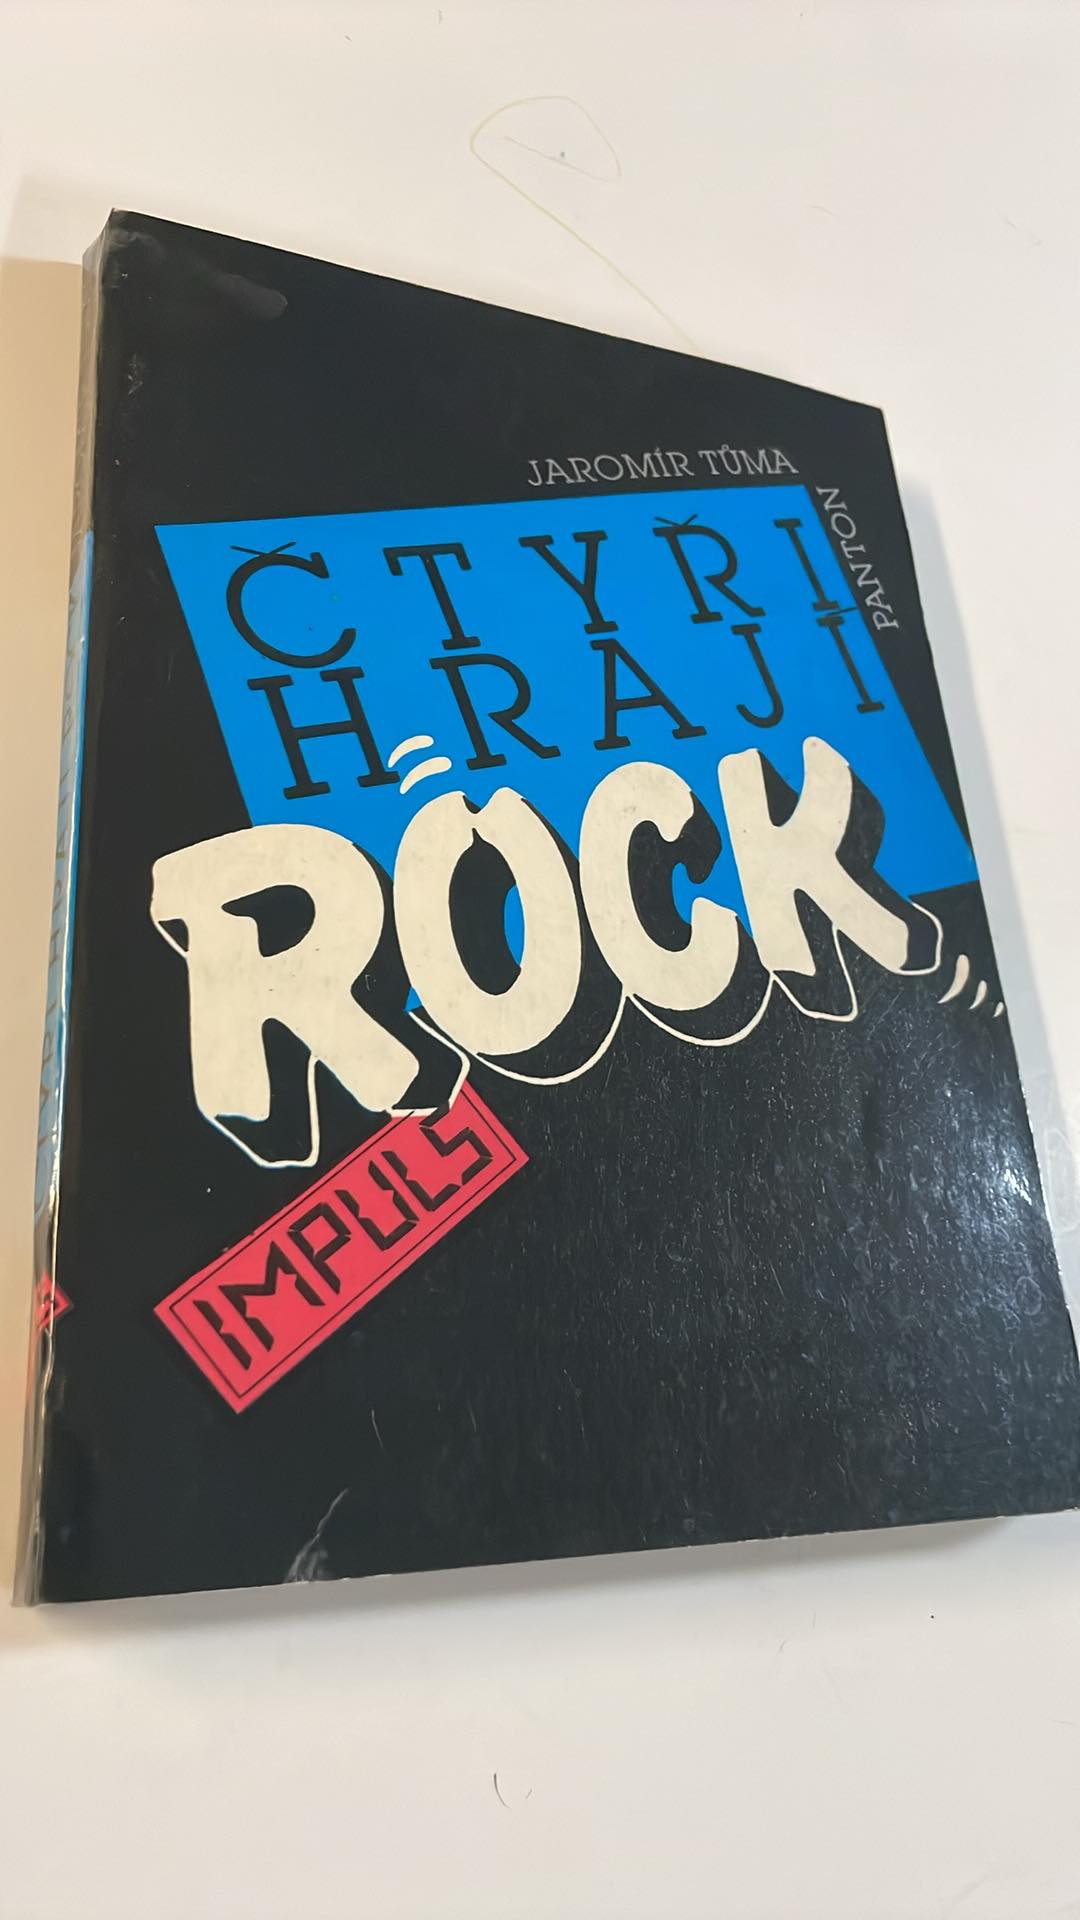 JAROMÍR TŮMA
PANTON
ČTYŘI
HRAJÍ
ROCK
IMPULS